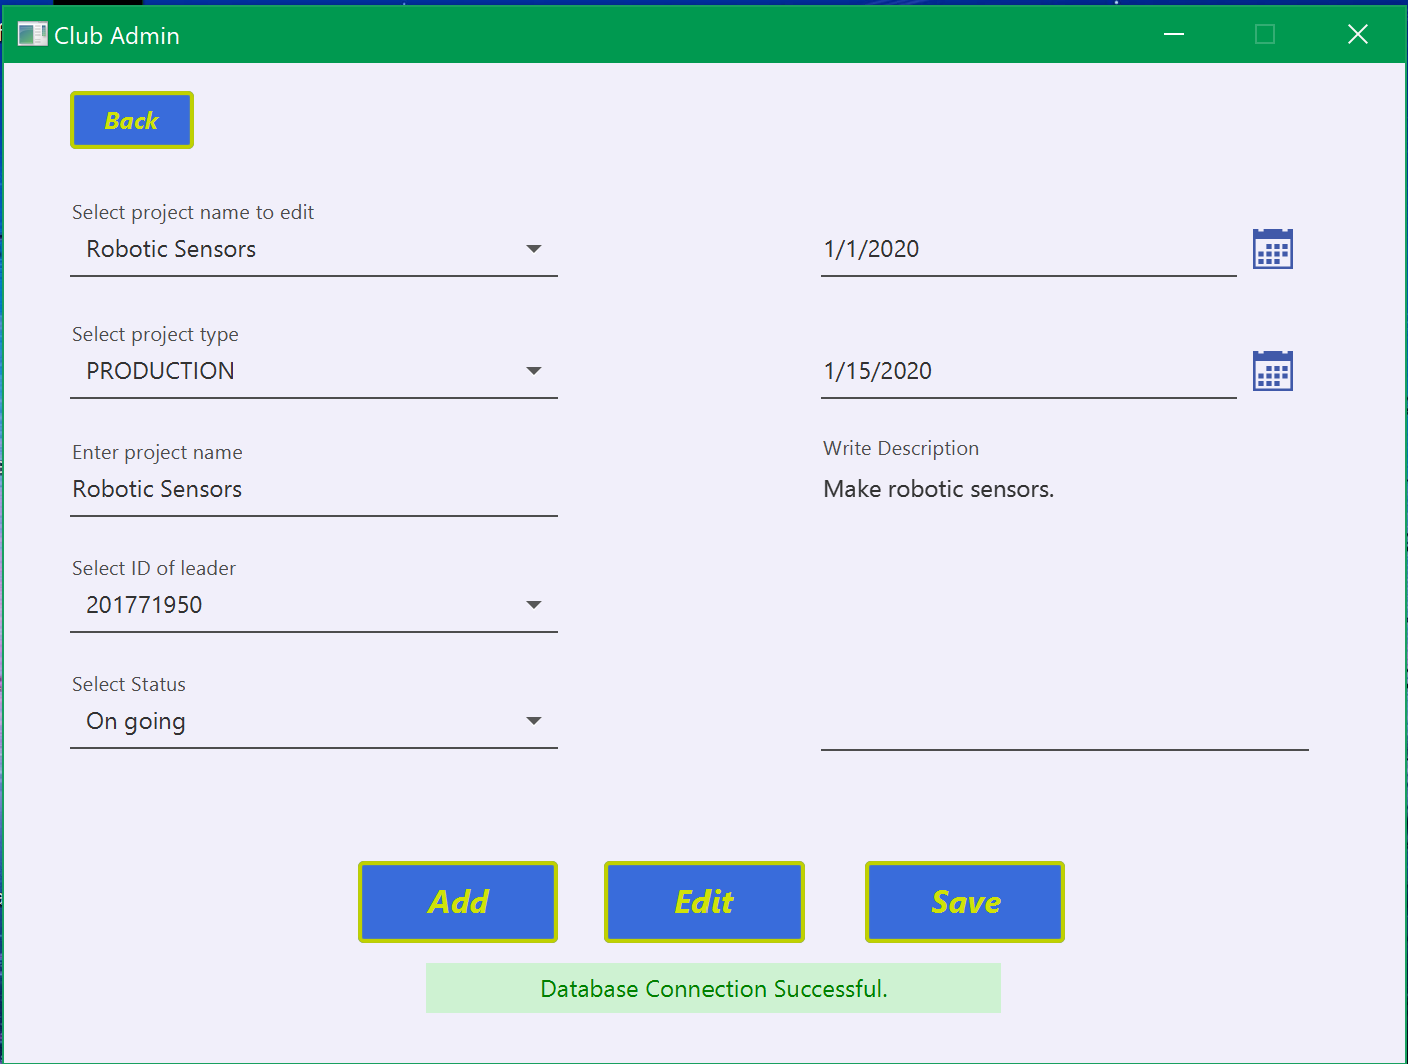 Club Admin
Back
Select project name to edit
Robotic Sensors
1/1/2020
Select project type
PRODUCTION
1/15/2020
Enter project name
Robotic Sensors
Write Description
Make robotic sensors.
Select ID of leader
201771950
Select Status
On going
Add
Edit
Save
Database Connection Successful.